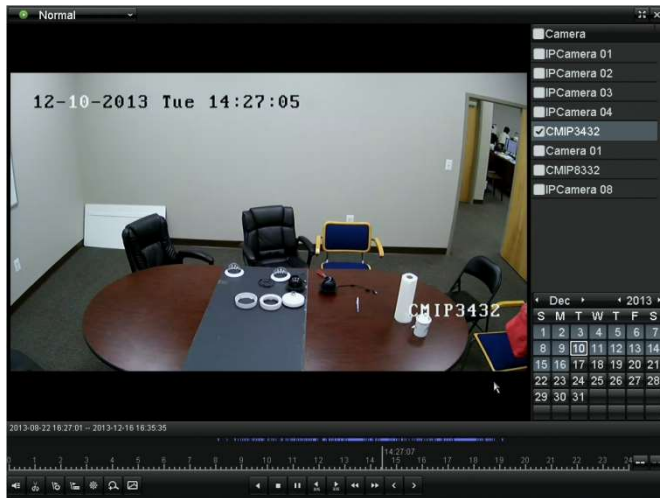 Normal
Camera
IPCamera 01
IPCamera 02
IPCamera 03
IPCamera 04
CMIP3432
Camera 01
CMIP8332
IPCamera 08
12-10-2013 Tue 14:27:05
CMIP3432
Dec 2013
S M T W T F S
1 2 3 4 5 6 7
8 9 10 11 12 13 14
15 16 17 18 19 20 21
22 23 24 25 26 27 28
29 30 31
2013-08-22 16:27:01 -- 2013-12-16 16:35:35
14:27:07
0 1 2 3 4 5 6 7 8 9 10 11 12 13 14 15 16 17 18 19 20 21 22 23 24